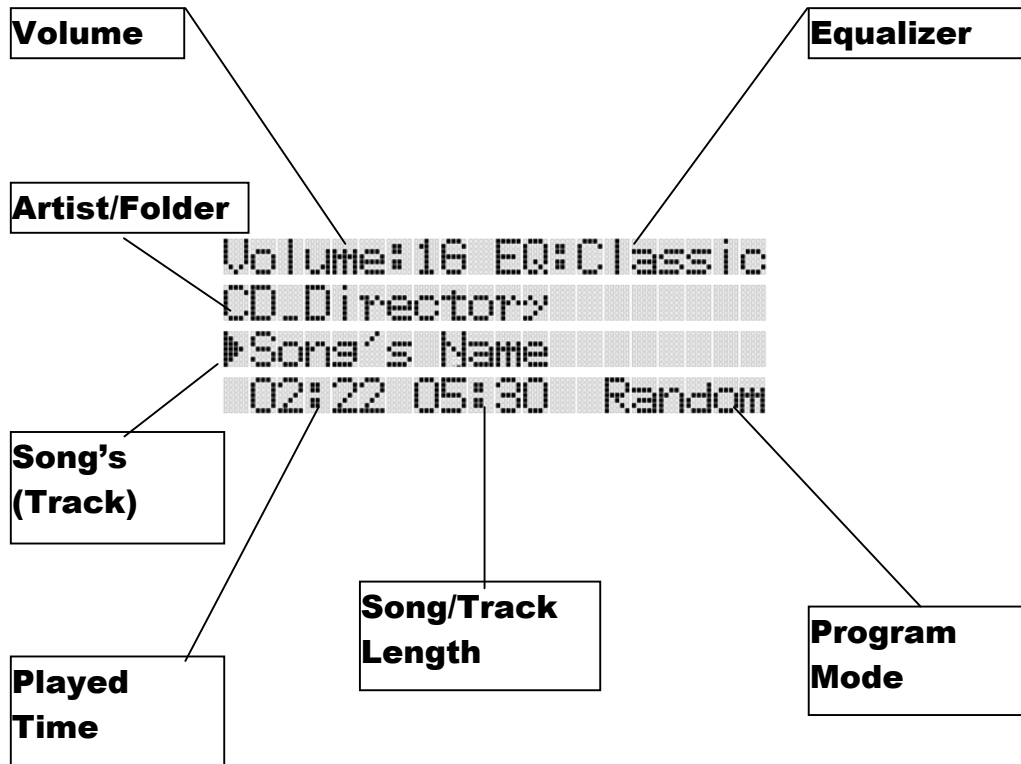 Volume
Equalizer
Artist/Folder
Volume:16 EQ:Classic
CD_Directory
Song's Name
02:22 05:30 Random
Song's
(Track)
Song/Track
Length
Program
Mode
Played
Time